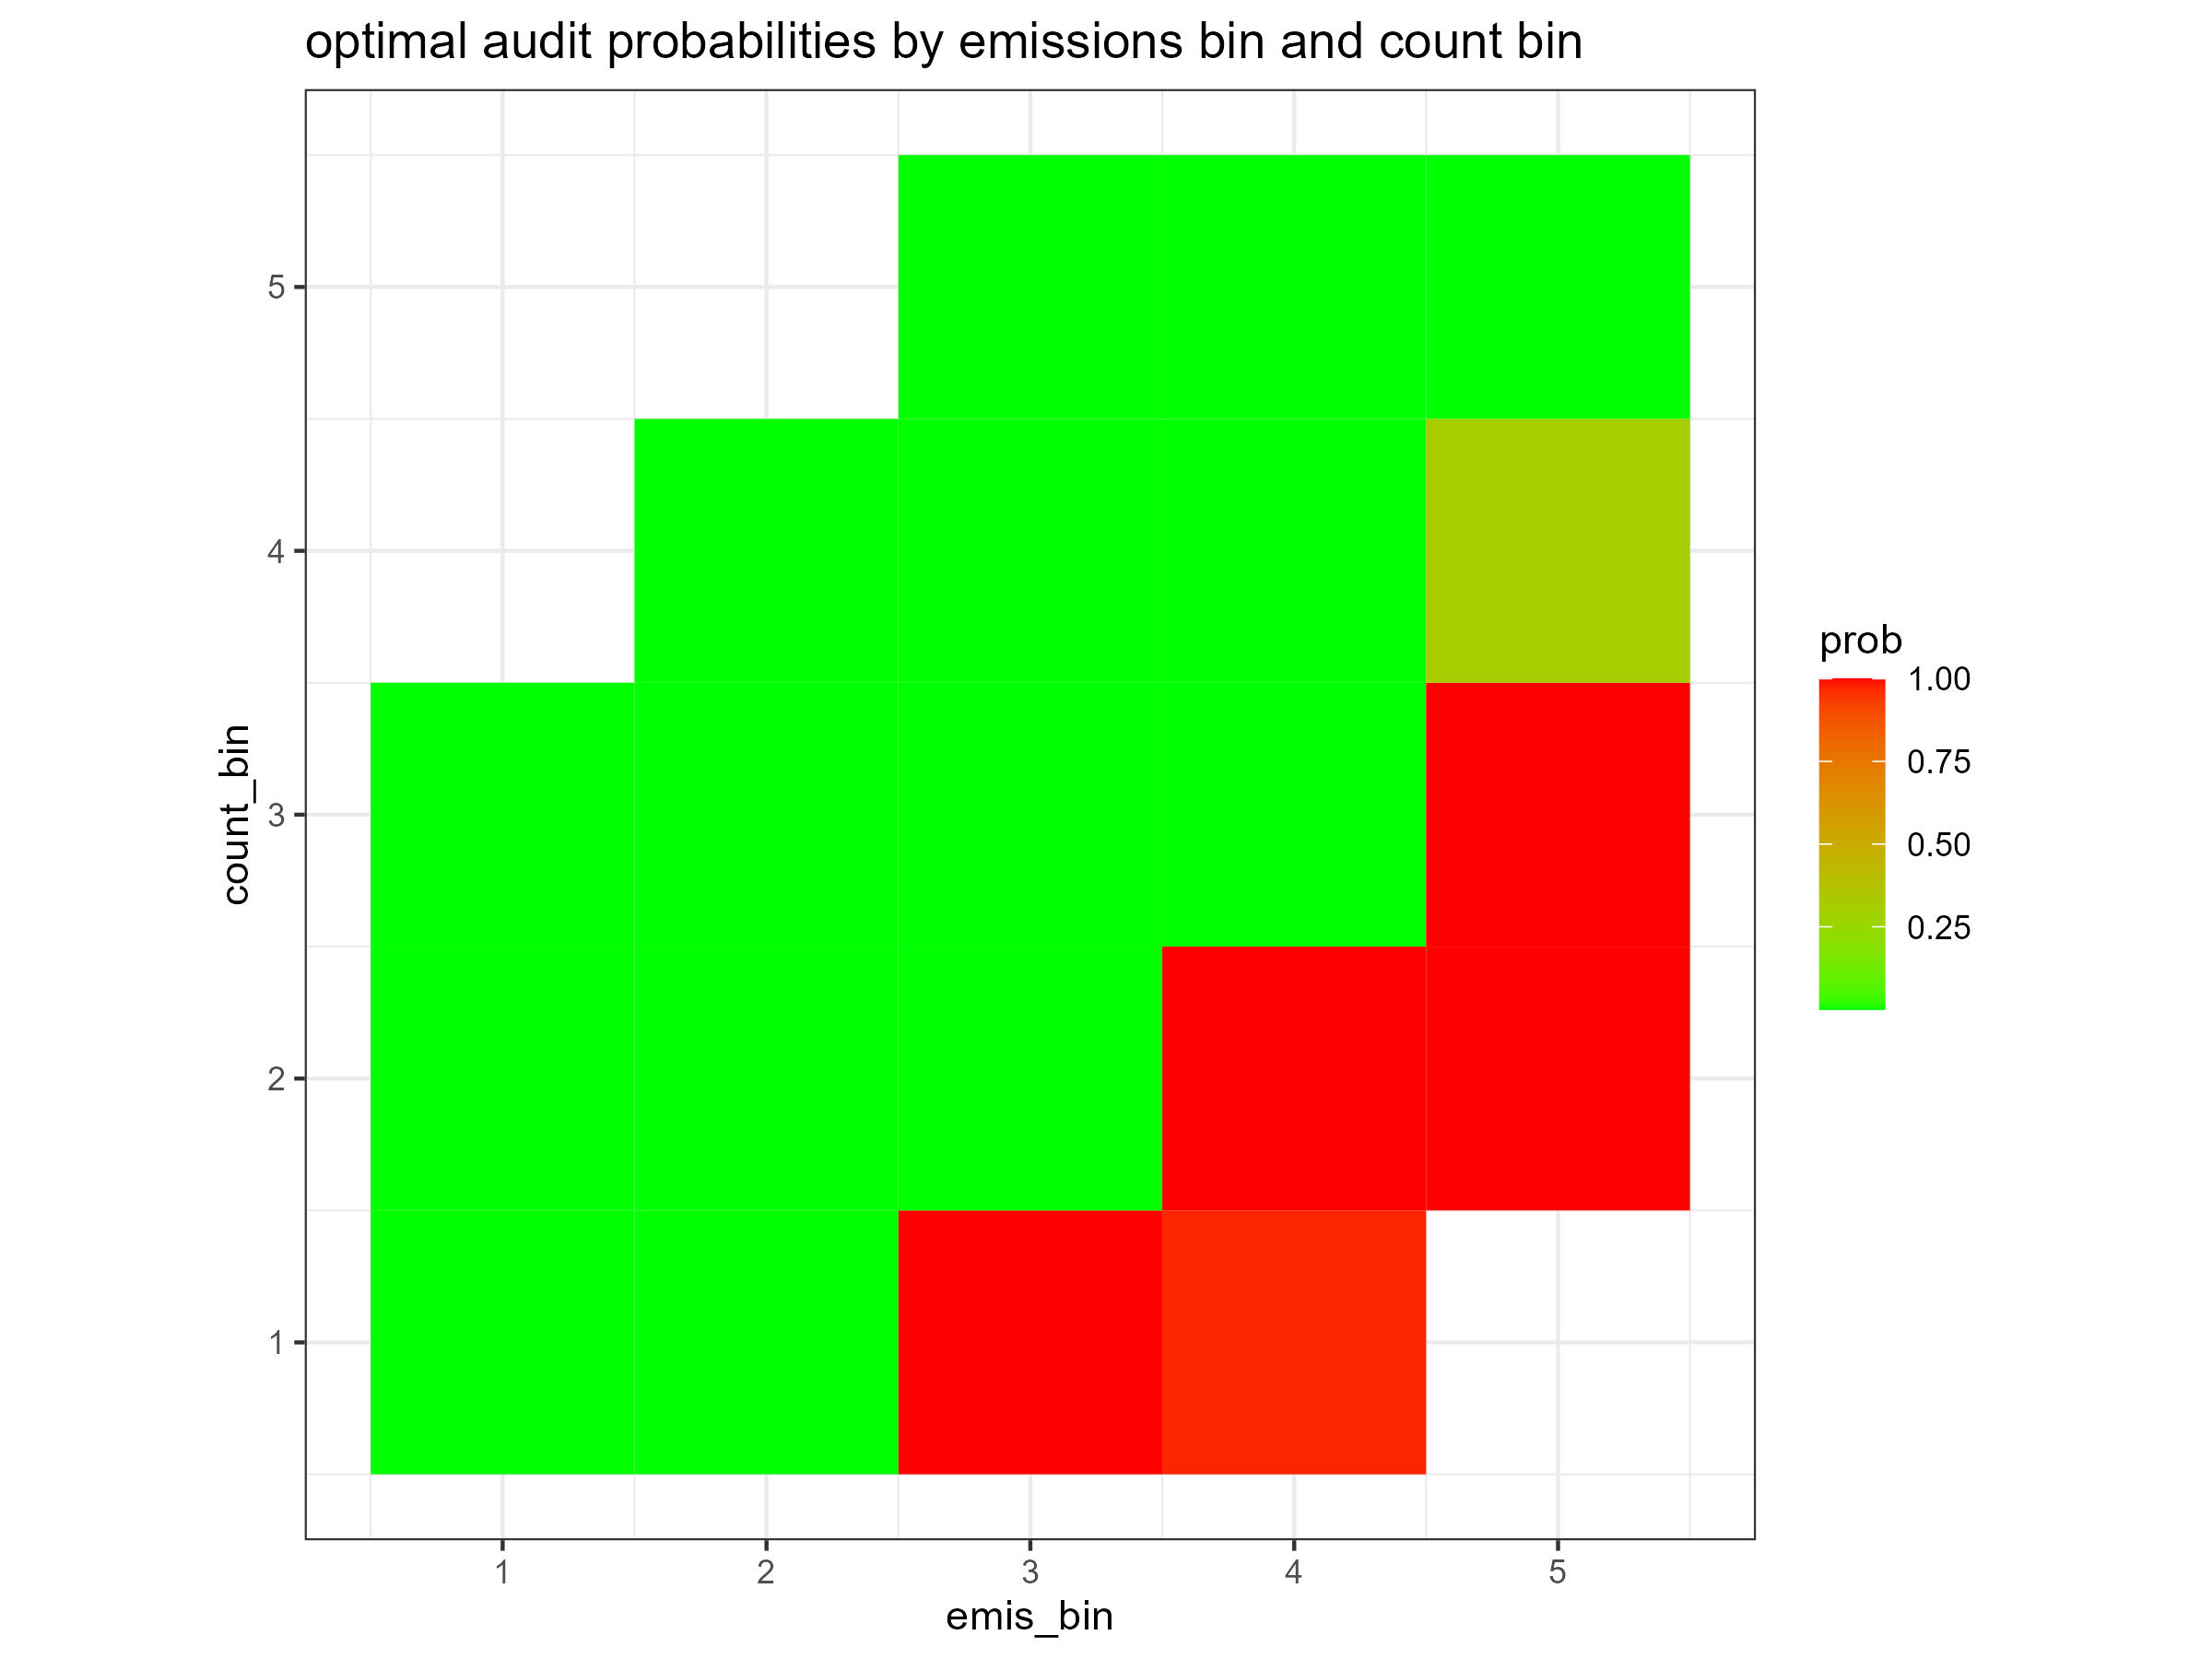 optimal audit probabilities by emissions bin and count bin
5
4
3
2
1
count_bin
1 2 3 4 5
emis_bin
prob
1.00
0.75
0.50
0.25